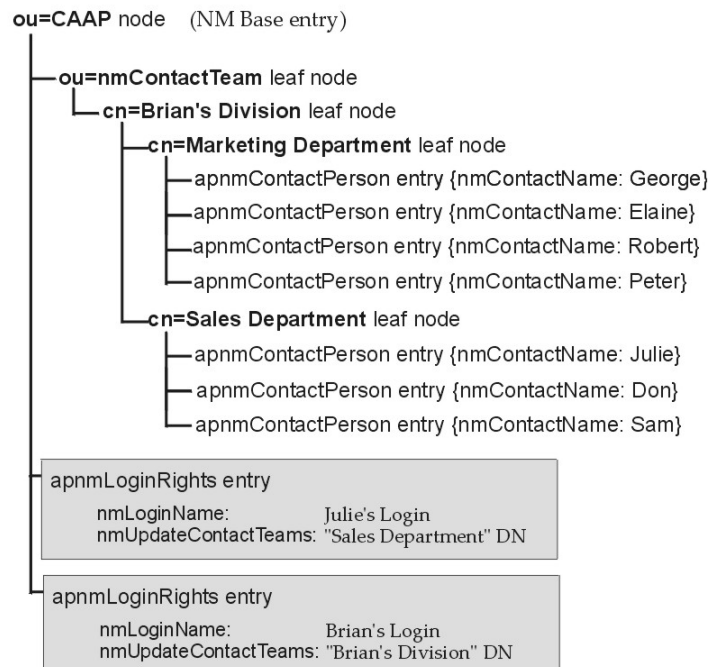 ou=CAAP node (NM Base entry)
ou=nmContactTeam leaf node
cn=Brian's Division leaf node
cn=Marketing Department leaf node
apnmContactPerson entry {nmContactName: George}
apnmContactPerson entry {nmContactName: Elaine}
apnmContactPerson entry {nmContactName: Robert}
apnmContactPerson entry {nmContactName: Peter}
cn=Sales Department leaf node
apnmContactPerson entry {nmContactName: Julie}
apnmContactPerson entry {nmContactName: Don}
apnmContactPerson entry {nmContactName: Sam}
apnmLoginRights entry
nmLoginName: Julie's Login
nmUpdateContactTeams: "Sales Department" DN
apnmLoginRights entry
nmLoginName: Brian's Login
nmUpdateContactTeams: "Brian's Division" DN